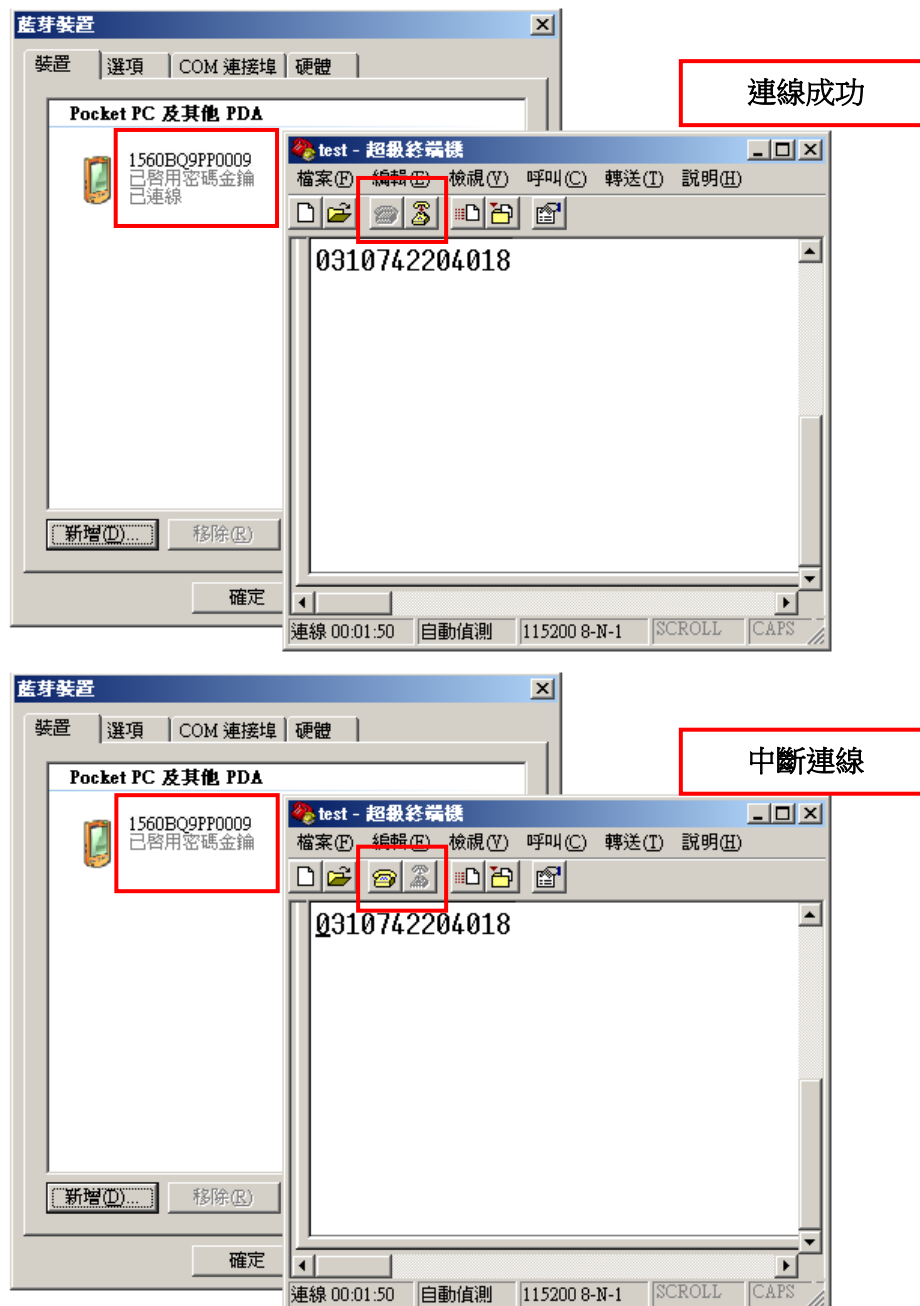 藍芽裝置
裝置 選項 COM 連接埠 硬體
連線成功
Pocket PC 及其他 PDA
1560BQ9PP0009
已啓用密碼金鑰
已連線
test - 超級終端機
檔案(F) 編輯(E) 檢視(V) 呼叫(C) 轉送(T) 說明(H)
0310742204018
新增(D)... 移除(R)
確定
連線 00:01:50 自動偵測 115200 8-N-1 SCROLL CAPS
藍芽裝置
裝置 選項 COM 連接埠 硬體
中斷連線
Pocket PC 及其他 PDA
1560BQ9PP0009
已啓用密碼金鑰
test - 超級終端機
檔案(F) 編輯(E) 檢視(V) 呼叫(C) 轉送(T) 說明(H)
0310742204018
新增(D)... 移除(R)
確定
連線 00:01:50 自動偵測 115200 8-N-1 SCROLL CAPS